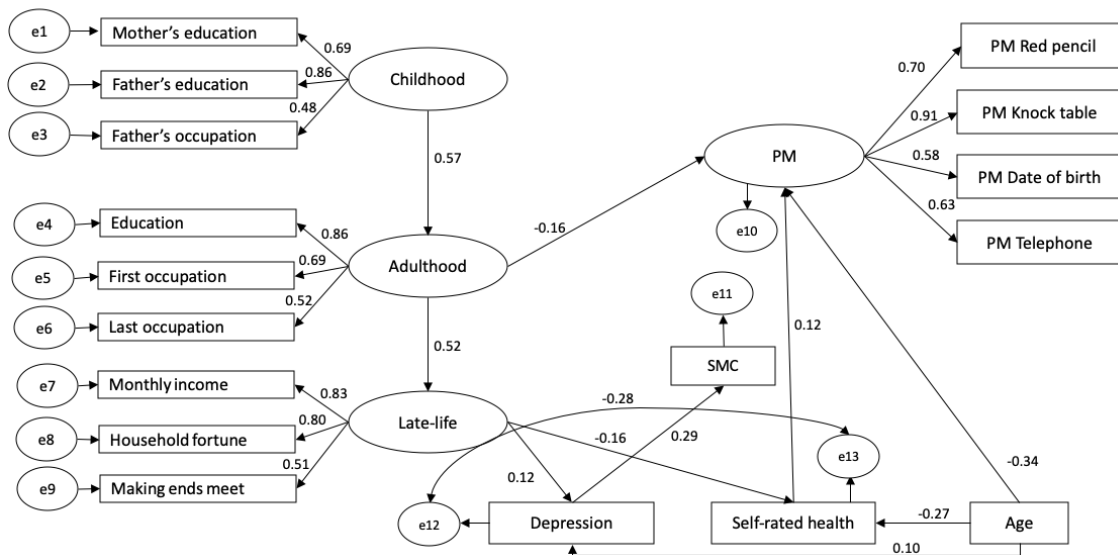 e1
Mother's education
0.69
e2
Father's education
0.86
Childhood
e3
Father's occupation
0.48
0.57
PM
PM Red pencil
0.70
PM Knock table
0.91
PM Date of birth
0.58
PM Telephone
0.63
e10
-0.16
e4
Education
0.86
e5
First occupation
0.69
Adulthood
e6
Last occupation
0.52
0.52
e11
SMC
0.12
e7
Monthly income
0.83
e8
Household fortune
0.80
Late-life
e9
Making ends meet
0.51
-0.28
-0.16
0.29
0.12
e13
-0.34
e12
Depression
Self-rated health
-0.27
Age
0.10